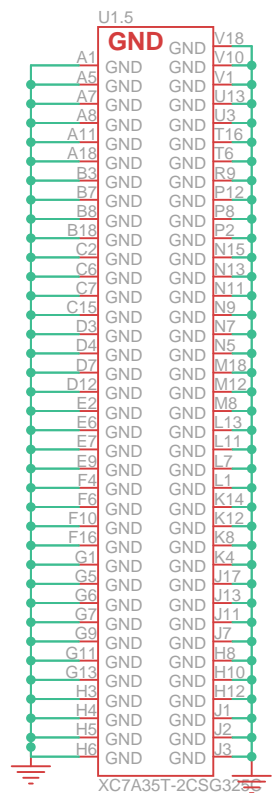 U1.5
GND GND V18
A1 GND GND V10
A5 GND GND V1
A7 GND GND U13
A8 GND GND U3
A11 GND GND T16
A18 GND GND T6
B3 GND GND R9
B7 GND GND P12
B8 GND GND P8
B18 GND GND P2
C2 GND GND N15
C6 GND GND N13
C7 GND GND N11
C15 GND GND N9
D3 GND GND N7
D4 GND GND N5
D7 GND GND M18
D12 GND GND M12
E2 GND GND M8
E6 GND GND L13
E7 GND GND L11
E9 GND GND L7
F4 GND GND L1
F6 GND GND K14
F10 GND GND K12
F16 GND GND K8
G1 GND GND K4
G5 GND GND J17
G6 GND GND J13
G7 GND GND J11
G9 GND GND J7
G11 GND GND H8
G13 GND GND H10
H3 GND GND H12
H4 GND GND J1
H5 GND GND J2
H6 GND GND J3
XC7A35T-2CSG325C